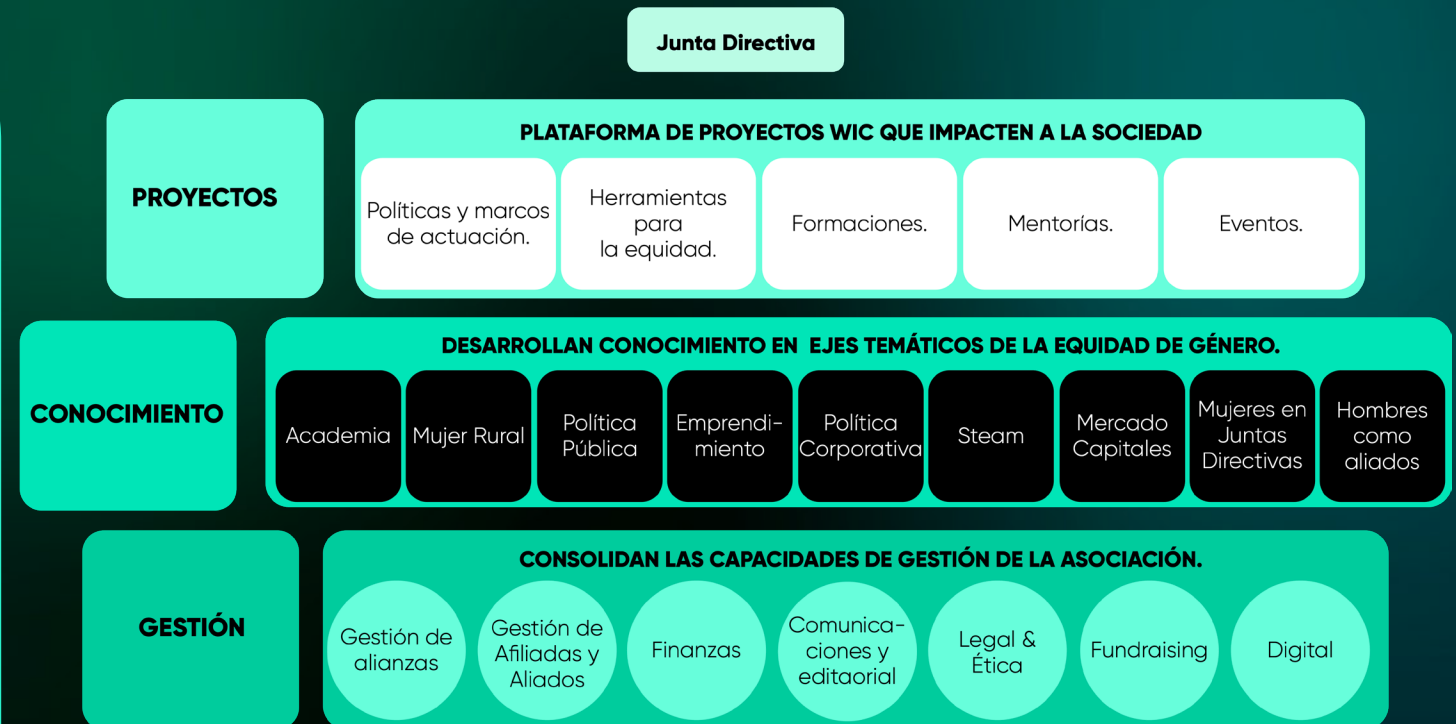 Junta Directiva
PROYECTOS
PLATAFORMA DE PROYECTOS WIC QUE IMPACTEN A LA SOCIEDAD
Políticas y marcos
de actuación.
Herramientas
para
la equidad.
Formaciones.
Mentorías.
Eventos.
CONOCIMIENTO
DESARROLLAN CONOCIMIENTO EN EJES TEMÁTICOS DE LA EQUIDAD DE GÉNERO.
Academia
Mujer Rural
Política
Pública
Emprendi-
miento
Política
Corporativa
Steam
Mercado
Capitales
Mujeres en
Juntas
Directivas
Hombres
como
aliados
GESTIÓN
CONSOLIDAN LAS CAPACIDADES DE GESTIÓN DE LA ASOCIACIÓN.
Gestión de
alianzas
Gestión de
Afiliadas y
Aliados
Finanzas
Comunica-
ciones y
editaorial
Legal &
Ética
Fundraising
Digital